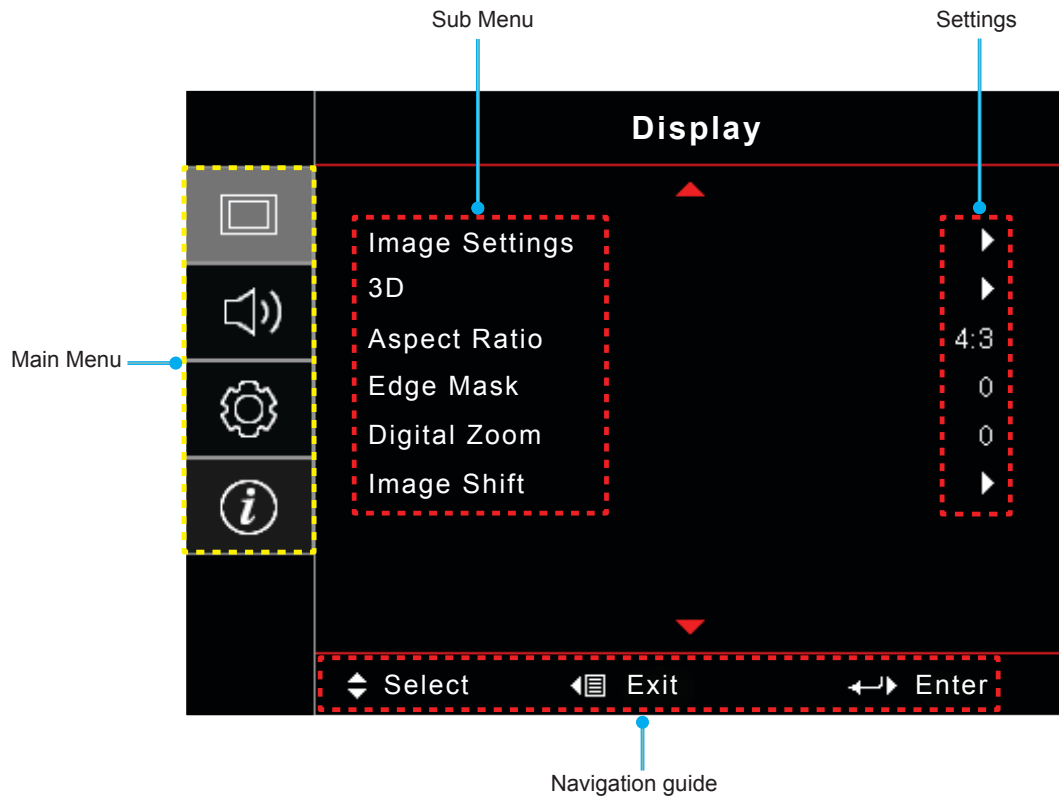 Sub Menu
Settings
Display
Image Settings
3D
Aspect Ratio 4:3
Main Menu
Edge Mask 0
Digital Zoom 0
Image Shift
i
Select Exit Enter
Navigation guide